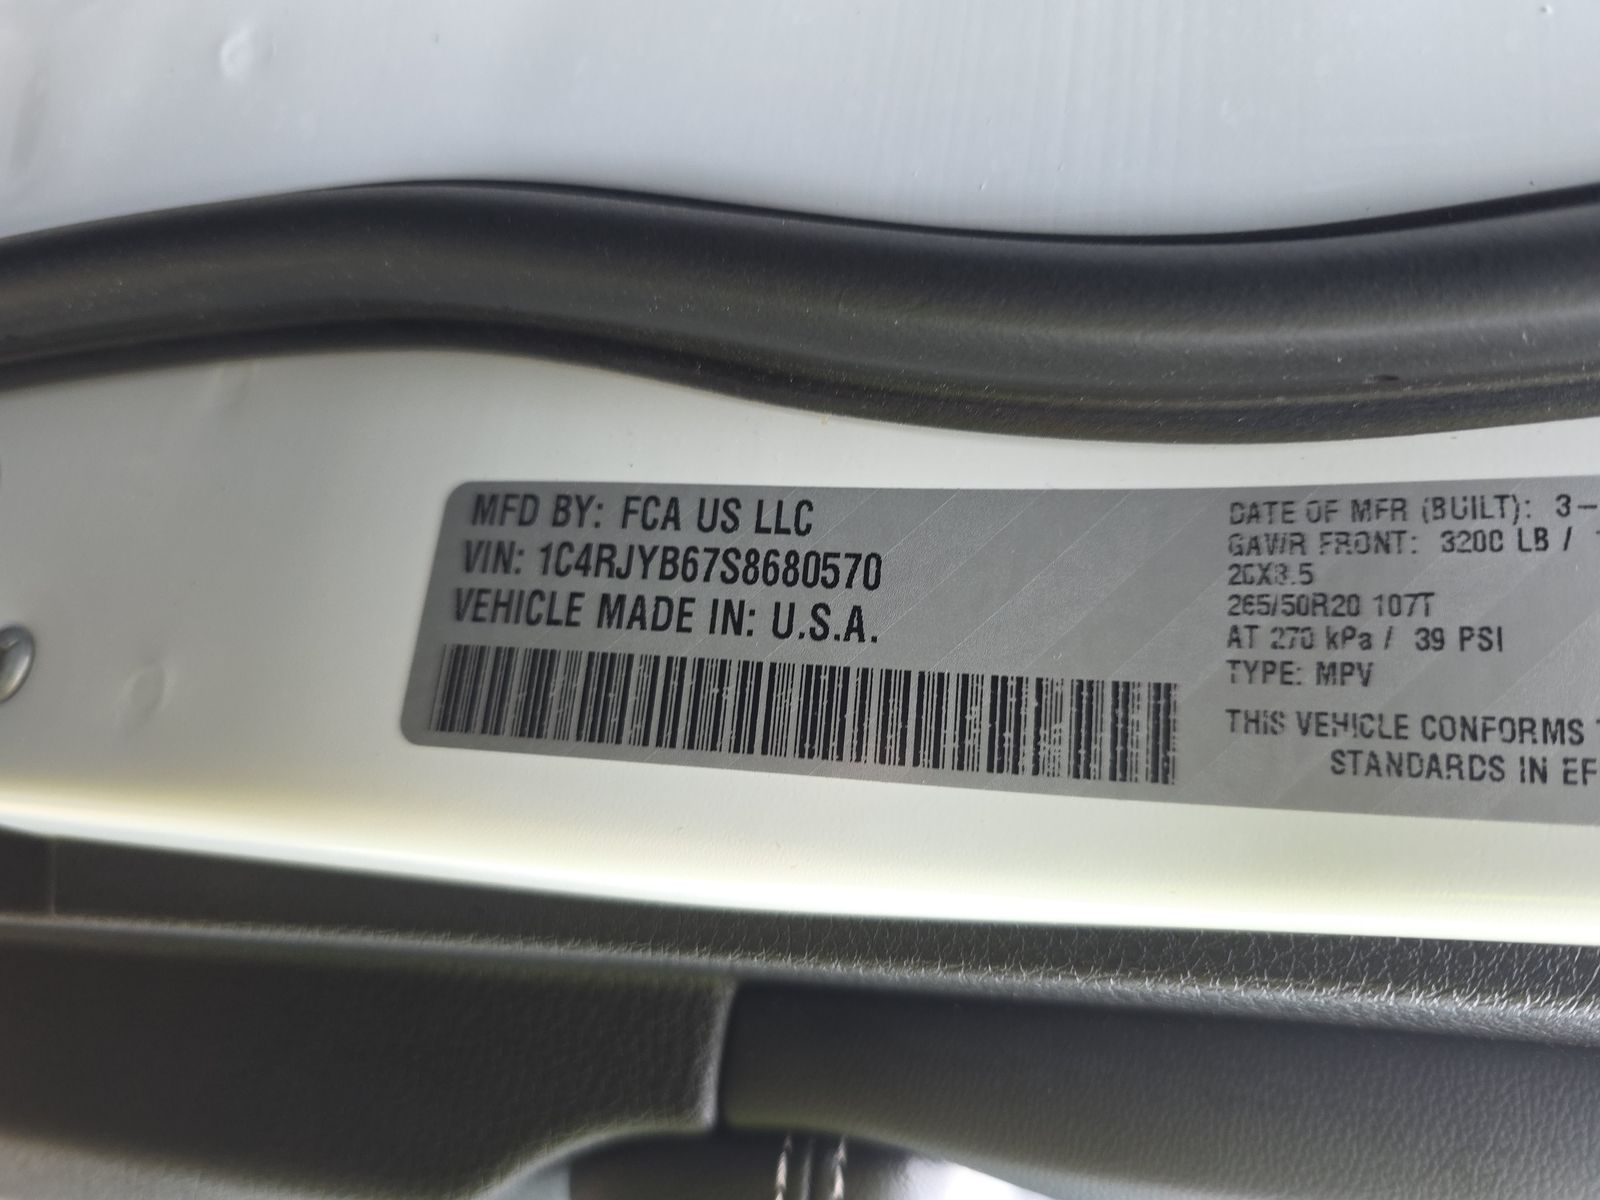 MFD BY: FCA US LLC
VIN: 1C4RJYB67S8680570
VEHICLE MADE IN: U.S.A.
DATE OF MFR (BUILT): 3-
GAWR FRONT: 3200 LB /
20X8.5
265/50R20 107T
AT 270 kPa / 39 PSI
TYPE: MPV
THIS VEHICLE CONFORMS
STANDARDS IN EF